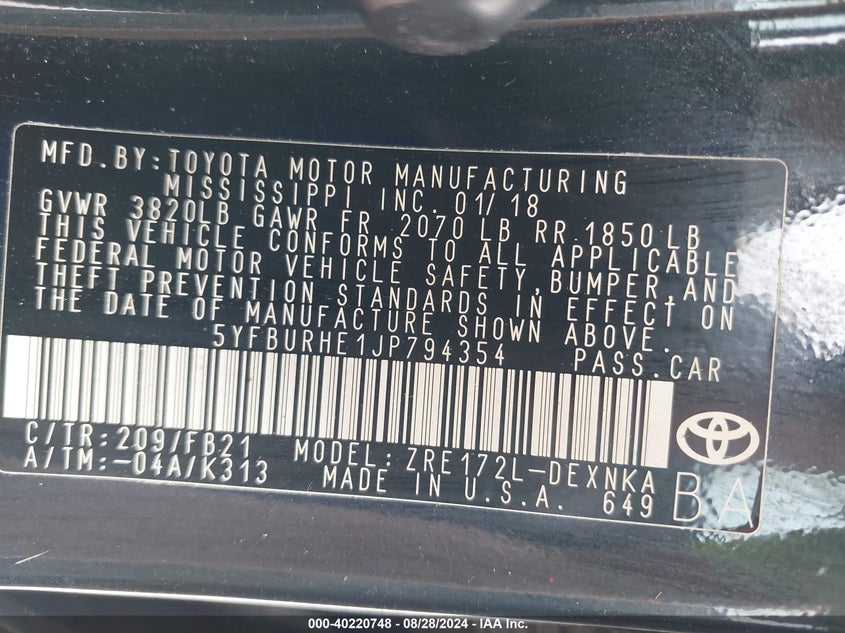 MFD.BY:TOYOTA MOTOR MANUFACTURING
MISSISSIPPI INC. 01/18
GVWR 3820LB GAWR FR 2070 LB RR.1850 LB
THIS VEHICLE CONFORMS TO ALL APPLICABLE
FEDERAL MOTOR VEHICLE SAFETY,BUMPER,AND
THEFT PREVENTION STANDARDS IN EFFECT ON
THE DATE OF MANUFACTURE SHOWN ABOVE.
5YFBURHE1JP794354 PASS.CAR
C/TR:209/FB21 MODEL:ZRE172L-DEXNKA
A/TM:-04A/K313 MADE IN U.S.A. 649
BA
000-40220748 - 08/28/2024 - IAA Inc.